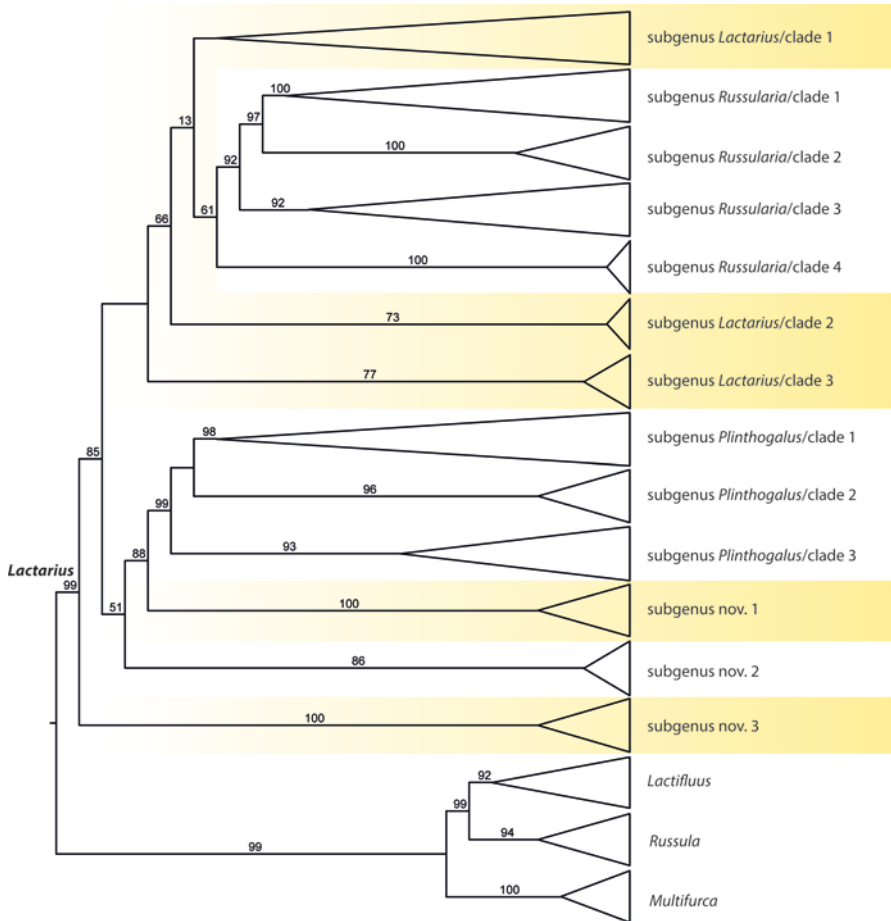 subgenus Lactarius/clade 1
100
subgenus Russularia/clade 1
97
13
100
subgenus Russularia/clade 2
92
92
subgenus Russularia/clade 3
61
66
100
subgenus Russularia/clade 4
73
subgenus Lactarius/clade 2
77
subgenus Lactarius/clade 3
98
subgenus Plinthogalus/clade 1
85
96
subgenus Plinthogalus/clade 2
99
93
subgenus Plinthogalus/clade 3
88
Lactarius
99
100
subgenus nov. 1
51
86
subgenus nov. 2
100
subgenus nov. 3
92
Lactifluus
99
94
Russula
99
100
Multifurca